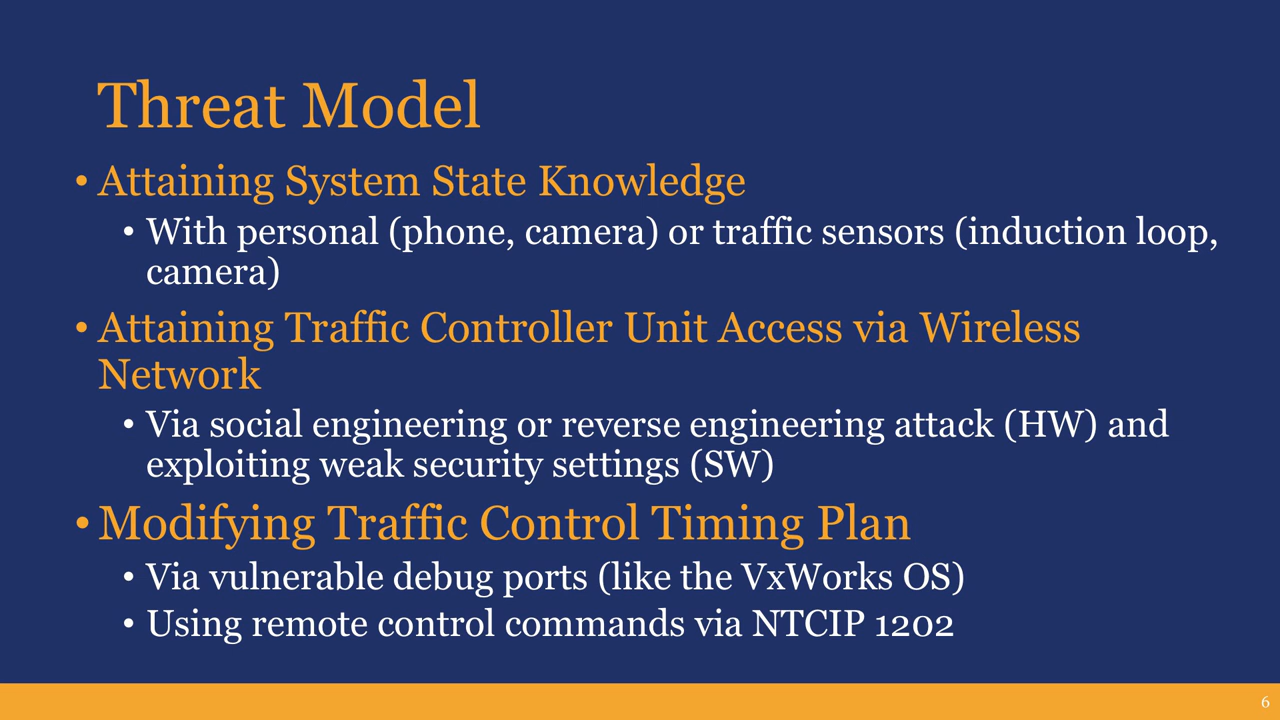 Threat Model
• Attaining System State Knowledge
• With personal (phone, camera) or traffic sensors (induction loop,
camera)
• Attaining Traffic Controller Unit Access via Wireless
Network
• Via social engineering or reverse engineering attack (HW) and
exploiting weak security settings (SW)
• Modifying Traffic Control Timing Plan
• Via vulnerable debug ports (like the VxWorks OS)
• Using remote control commands via NTCIP 1202
6